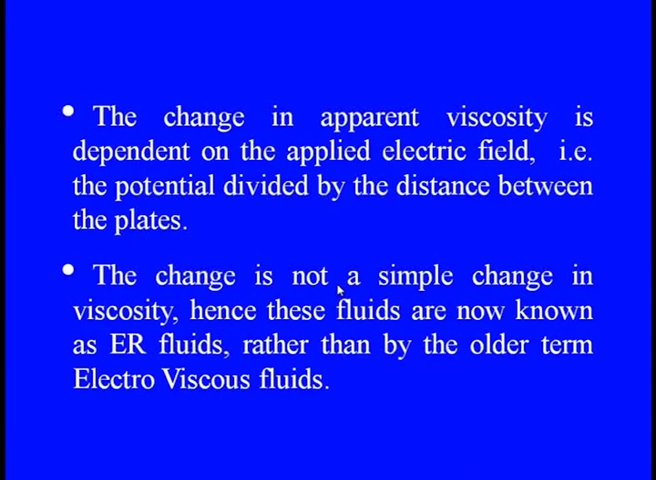 • The change in apparent viscosity is
dependent on the applied electric field, i.e.
the potential divided by the distance between
the plates.
• The change is not a simple change in
viscosity, hence these fluids are now known
as ER fluids, rather than by the older term
Electro Viscous fluids.